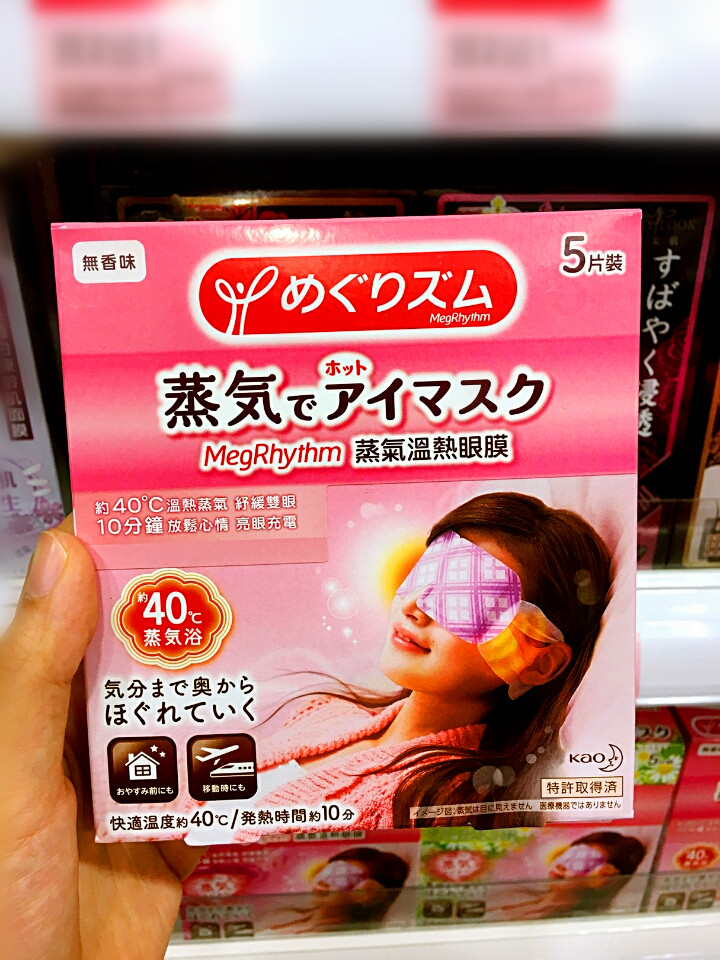 無香味
5片裝
めぐりズム
MegRhythm
ホット
蒸気でアイマスク
MegRhythm 蒸氣溫熱眼膜
約40℃溫熱蒸氣 紓緩雙眼
10分鐘 放鬆心情 亮眼充電
約
40℃
蒸気浴
気分まで奥から
ほぐれていく
おやすみ前にも
移動時にも
Kao
特許取得済
イメージ図:蒸気は目に見えません 医療機器ではありません
快適温度約40℃/発熱時間約10分
すばやく浸透